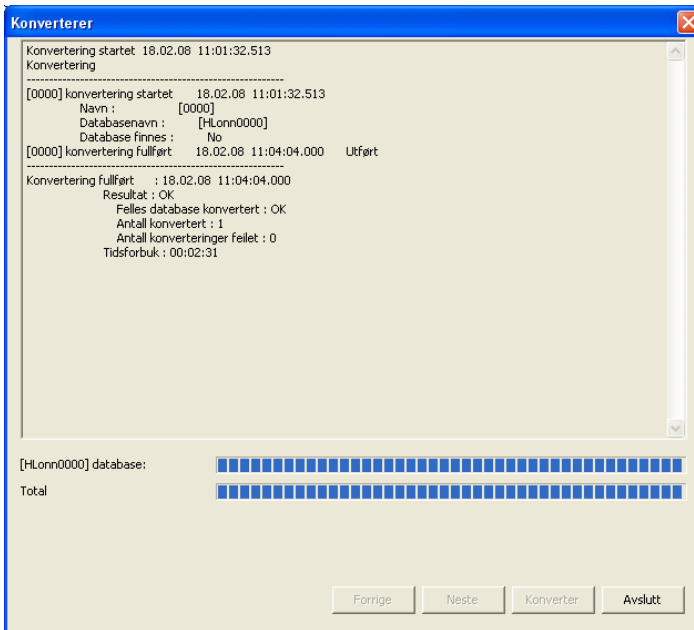 Konverterer
Konvertering startet 18.02.08 11:01:32.513
Konvertering
------------------------------------------------------------
[0000] konvertering startet 18.02.08 11:01:32.513
Navn : [0000]
Databasenavn : [HLonn0000]
Database finnes : No
[0000] konvertering fullført 18.02.08 11:04:04.000 Utført
------------------------------------------------------------
Konvertering fullført : 18.02.08 11:04:04.000
Resultat : OK
Felles database konvertert : OK
Antall konvertert : 1
Antall konverteringer feilet : 0
Tidsforbuk : 00:02:31
[HLonn0000] database:
Total
Forrige Neste Konverter Avslutt